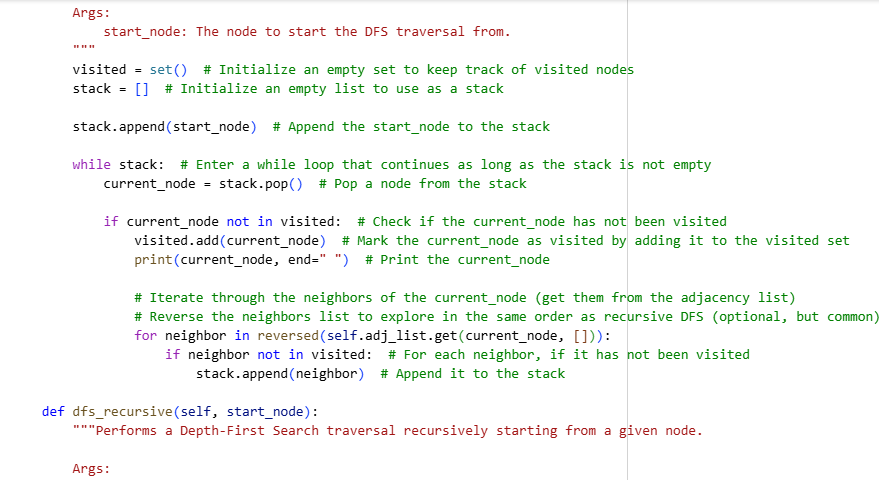 Args:
start_node: The node to start the DFS traversal from.
"""
visited = set()  # Initialize an empty set to keep track of visited nodes
stack = []  # Initialize an empty list to use as a stack
stack.append(start_node)  # Append the start_node to the stack
while stack:  # Enter a while loop that continues as long as the stack is not empty
current_node = stack.pop()  # Pop a node from the stack
if current_node not in visited:  # Check if the current_node has not been visited
visited.add(current_node)  # Mark the current_node as visited by adding it to the visited set
print(current_node, end=" ")  # Print the current_node
# Iterate through the neighbors of the current_node (get them from the adjacency list)
# Reverse the neighbors list to explore in the same order as recursive DFS (optional, but common)
for neighbor in reversed(self.adj_list.get(current_node, [])):
if neighbor not in visited:  # For each neighbor, if it has not been visited
stack.append(neighbor)  # Append it to the stack
def dfs_recursive(self, start_node):
"""Performs a Depth-First Search traversal recursively starting from a given node.
Args: